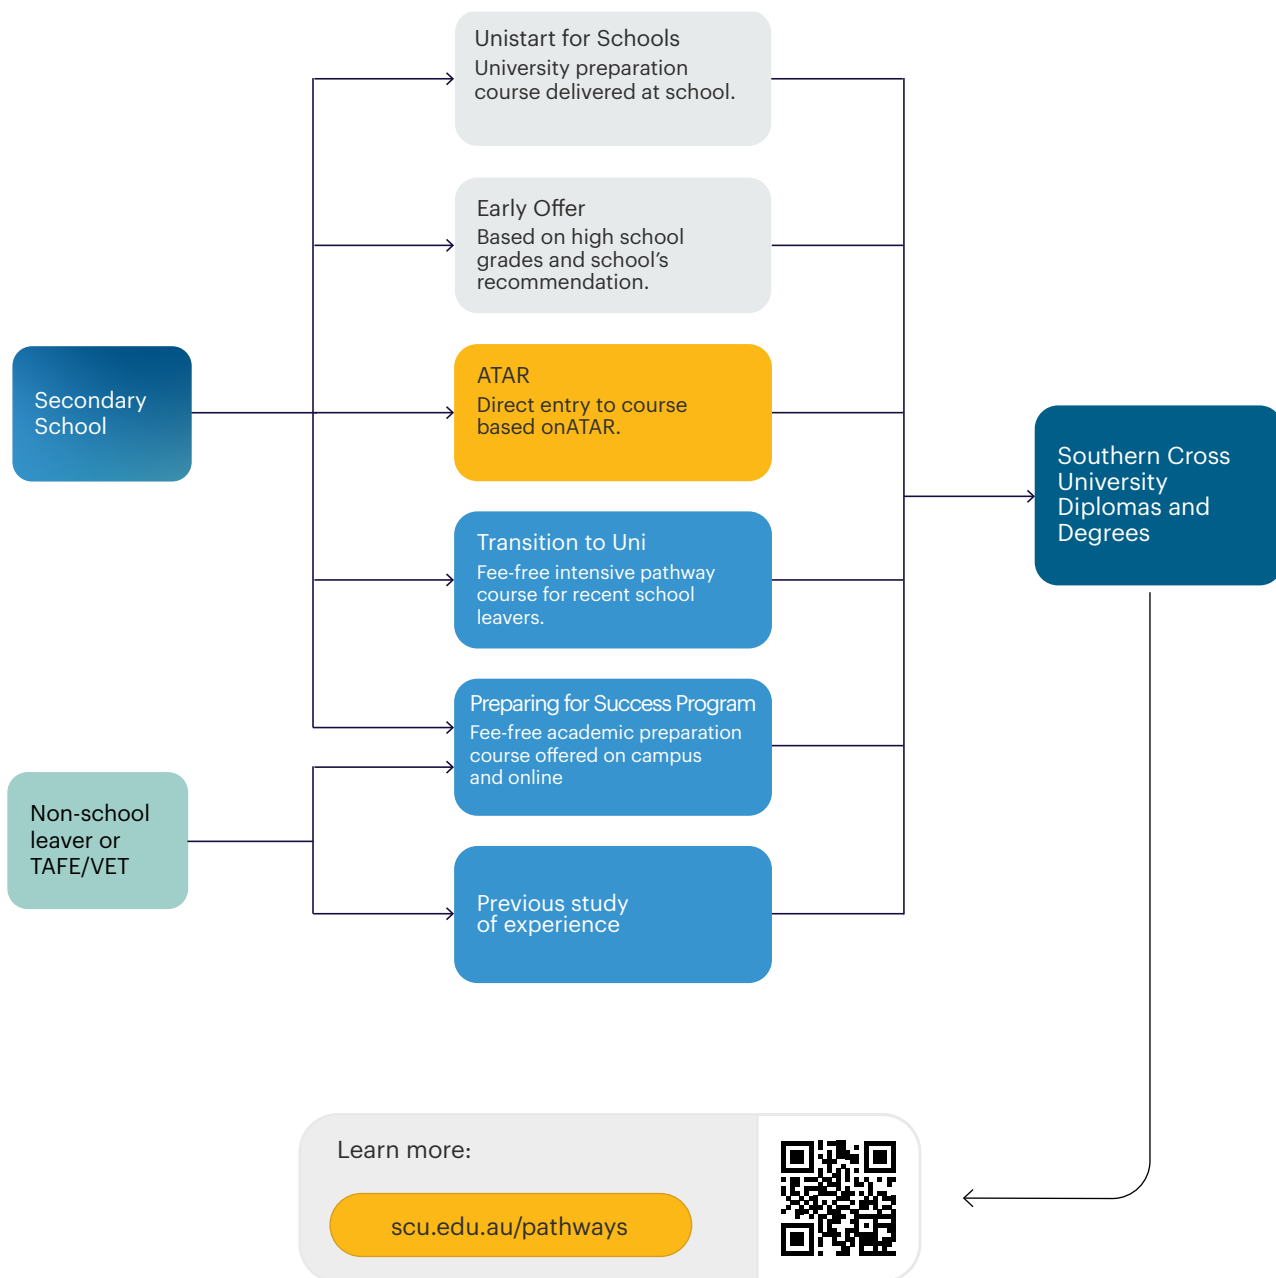 Unistart for Schools
University preparation
course delivered at school.
Early Offer
Based on high school
grades and school’s
recommendation.
Secondary
School
ATAR
Direct entry to course
based onATAR.
Southern Cross
University
Diplomas and
Degrees
Transition to Uni
Fee-free intensive pathway
course for recent school
leavers.
Preparing for Success Program
Fee-free academic preparation
course offered on campus
and online
Non-school
leaver or
TAFE/VET
Previous study
of experience
Learn more:
scu.edu.au/pathways